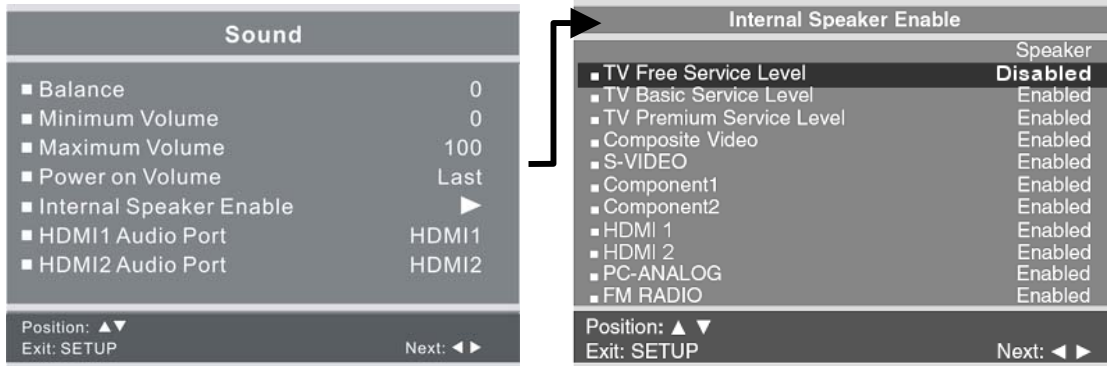 Sound
■ Balance 0
■ Minimum Volume 0
■ Maximum Volume 100
■ Power on Volume Last
■ Internal Speaker Enable ▶
■ HDMI1 Audio Port HDMI1
■ HDMI2 Audio Port HDMI2
Position: ▲▼
Exit: SETUP Next: ◀ ▶
Internal Speaker Enable
Speaker
■ TV Free Service Level Disabled
■ TV Basic Service Level Enabled
■ TV Premium Service Level Enabled
■ Composite Video Enabled
■ S-VIDEO Enabled
■ Component1 Enabled
■ Component2 Enabled
■ HDMI 1 Enabled
■ HDMI 2 Enabled
■ PC-ANALOG Enabled
■ FM RADIO Enabled
Position: ▲ ▼
Exit: SETUP Next: ◀ ▶